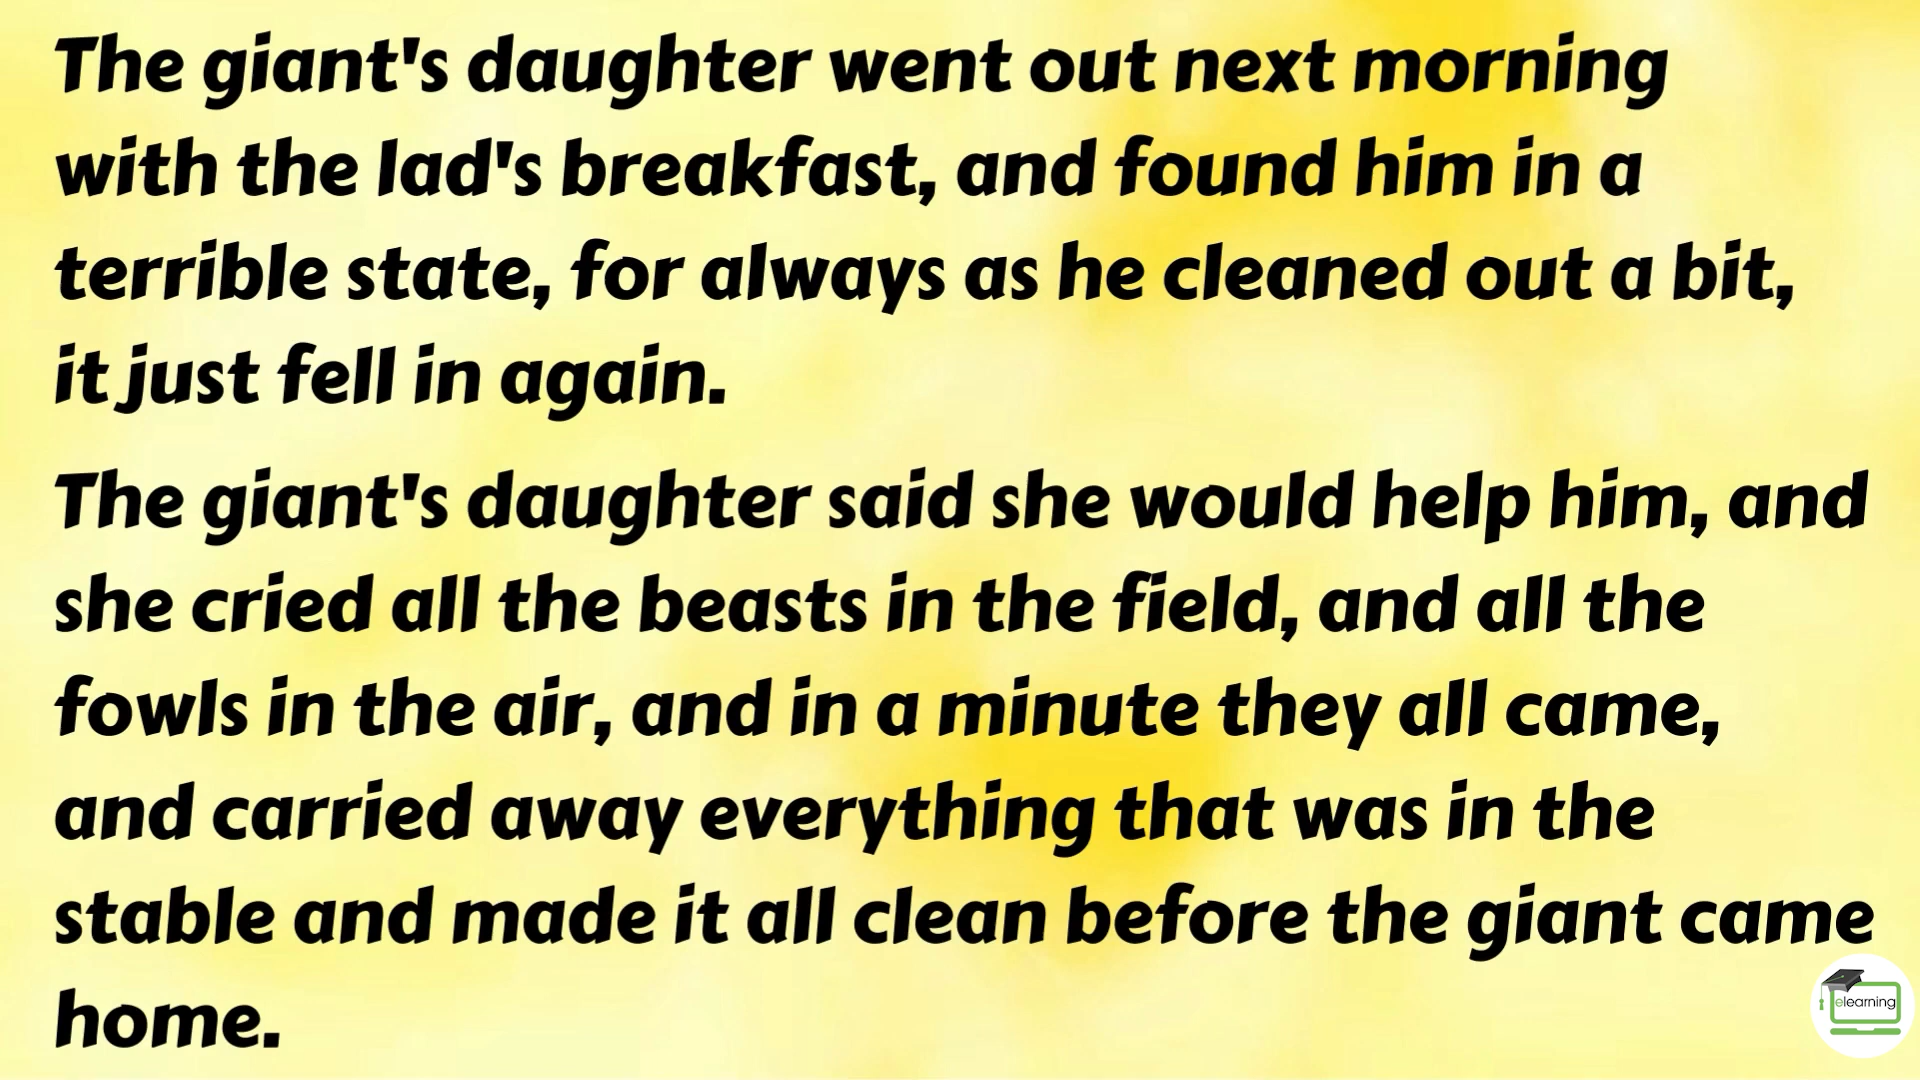 The giant's daughter went out next morning
with the lad's breakfast, and found him in a
terrible state, for always as he cleaned out a bit,
it just fell in again.
The giant's daughter said she would help him, and
she cried all the beasts in the field, and all the
fowls in the air, and in a minute they all came,
and carried away everything that was in the
stable and made it all clean before the giant came
home.
elearning